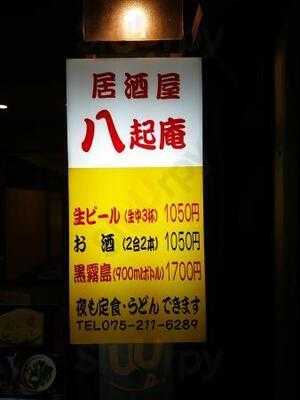 居酒屋
八起庵
生ビール(生中3杯) 1050円
お 酒 (2合2本) 1050円
黒霧島(900mlボトル) 1700円
夜も定食・うどんできます
TEL075-211-6289